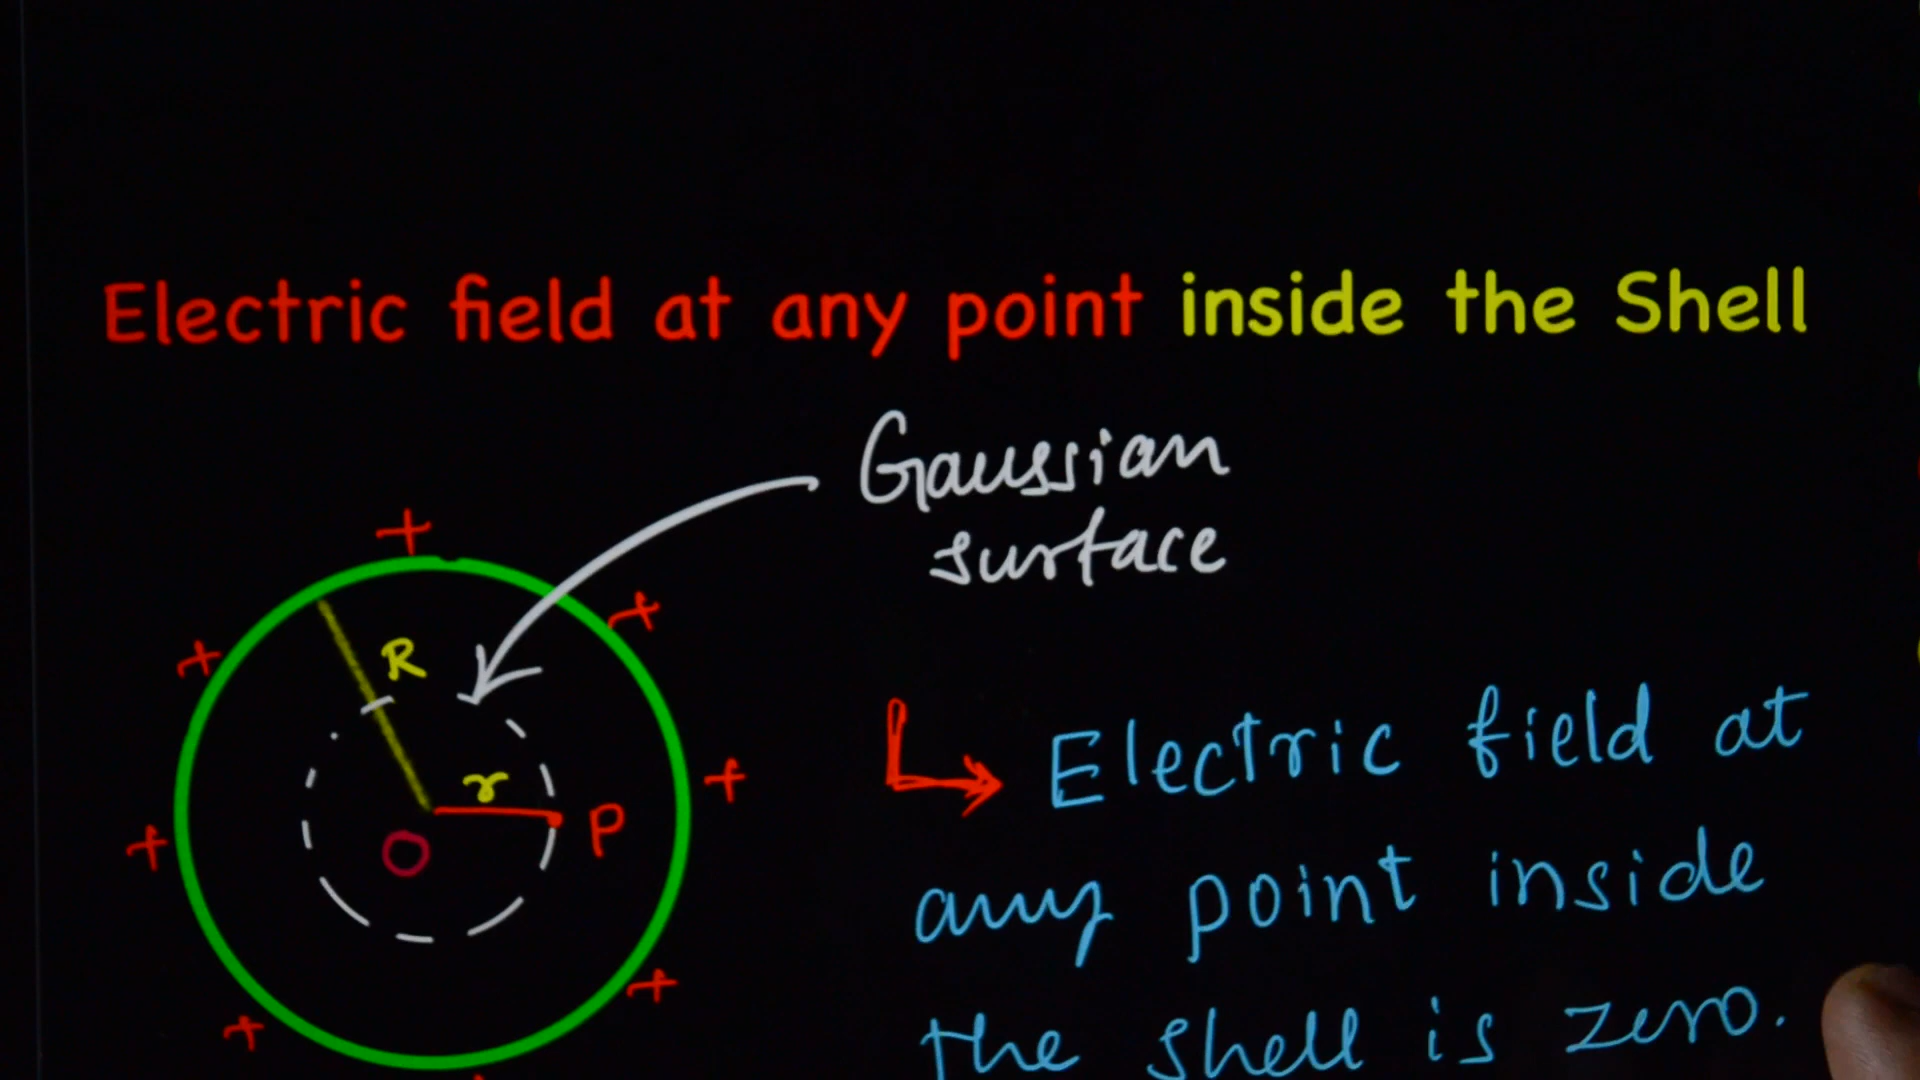 Electric field at any point inside the Shell
Gaussian
surface
+
+
+
R
r
+
P
+
O
+
+
Electric field at
any point inside
the shell is zero.